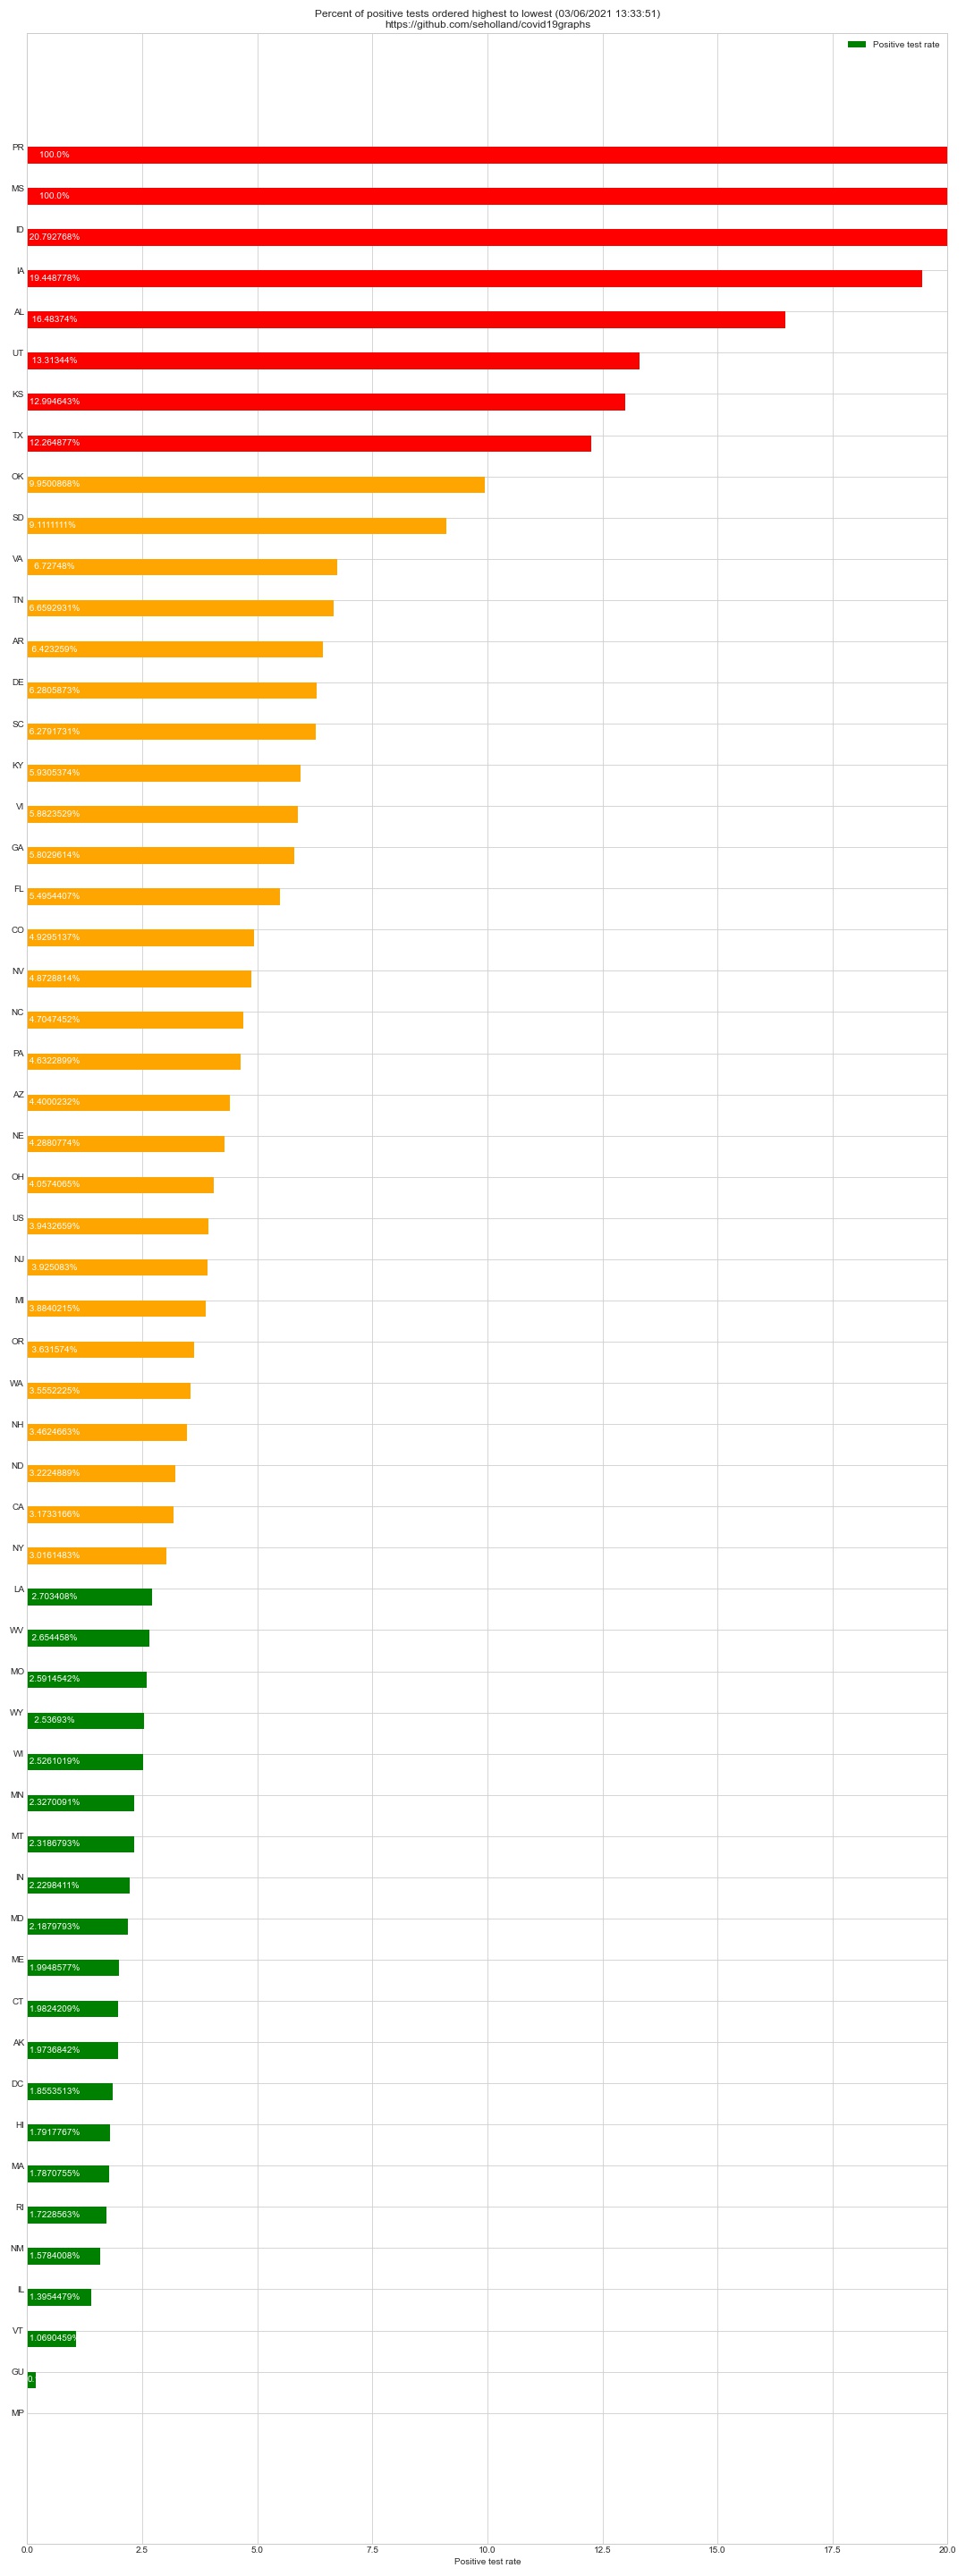 Percent of positive tests ordered highest to lowest (03/06/2021 13:33:51)
https://github.com/seholland/covid19graphs
Positive test rate
PR 100.0%
MS 100.0%
ID 20.792768%
IA 19.448778%
AL 16.48374%
UT 13.31344%
KS 12.994643%
TX 12.264877%
OK 9.9500868%
SD 9.1111111%
VA 6.72748%
TN 6.6592931%
AR 6.423259%
DE 6.2805873%
SC 6.2791731%
KY 5.9305374%
VI 5.8823529%
GA 5.8029614%
FL 5.4954407%
CO 4.9295137%
NV 4.8728814%
NC 4.7047452%
PA 4.6322899%
AZ 4.4000232%
NE 4.2880774%
OH 4.0574065%
US 3.9432659%
NJ 3.925083%
MI 3.8840215%
OR 3.631574%
WA 3.5552225%
NH 3.4624663%
ND 3.2224889%
CA 3.1733166%
NY 3.0161483%
LA 2.703408%
WV 2.654458%
MO 2.5914542%
WY 2.53693%
WI 2.5261019%
MN 2.3270091%
MT 2.3186793%
IN 2.2298411%
MD 2.1879793%
ME 1.9948577%
CT 1.9824209%
AK 1.9736842%
DC 1.8553513%
HI 1.7917767%
MA 1.7870755%
RI 1.7228563%
NM 1.5784008%
IL 1.3954479%
VT 1.0690459%
GU 0.
MP
0.0 2.5 5.0 7.5 10.0 12.5 15.0 17.5 20.0
Positive test rate